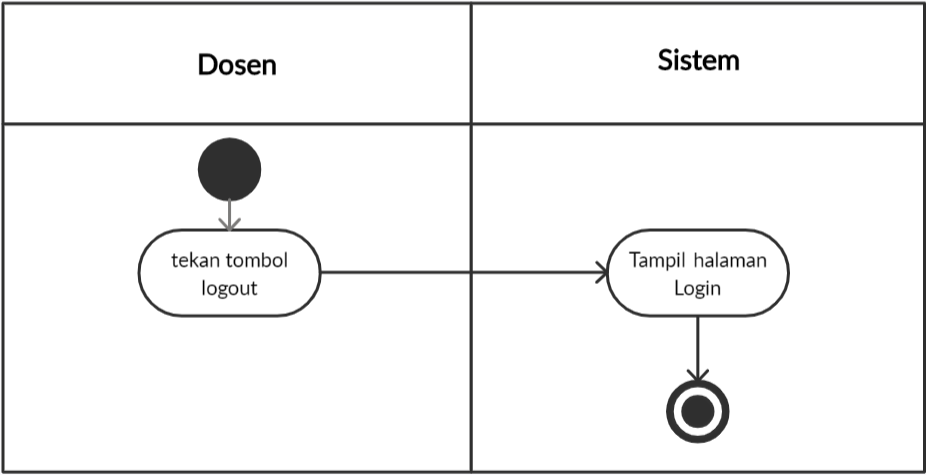 Dosen
Sistem
tekan tombol
logout
Tampil halaman
Login